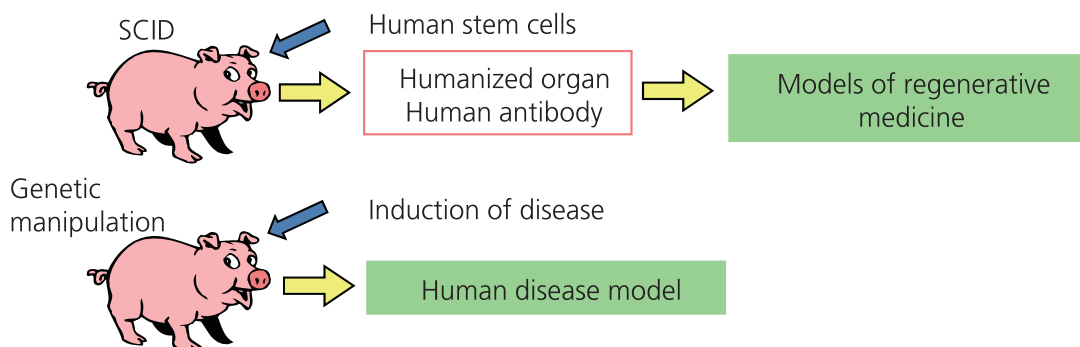 SCID
Human stem cells
Humanized organ
Human antibody
Models of regenerative
medicine
Genetic
manipulation
Induction of disease
Human disease model